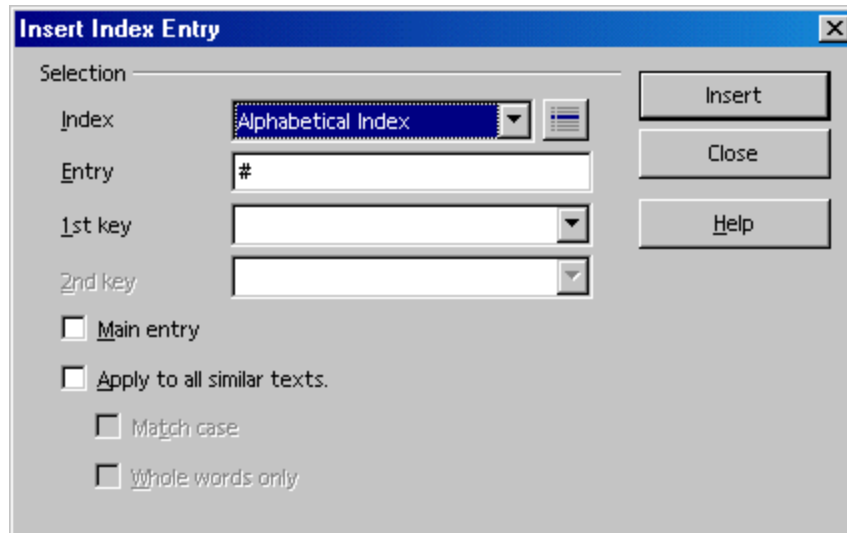 Insert Index Entry
Selection
Insert
Index
Alphabetical Index
Close
Entry
#
1st key
Help
2nd key
Main entry
Apply to all similar texts.
Match case
Whole words only